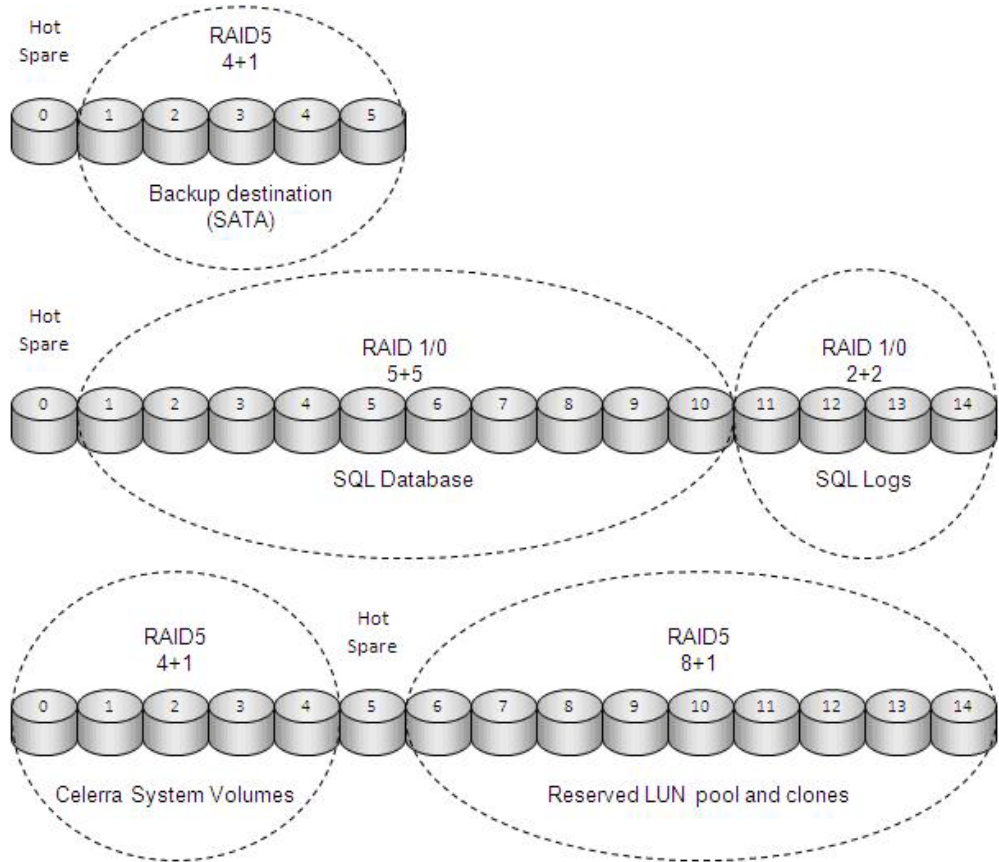 Hot
Spare
RAID5
4+1
0 1 2 3 4 5
Backup destination
(SATA)
Hot
Spare
RAID 1/0
5+5
RAID 1/0
2+2
0 1 2 3 4 5 6 7 8 9 10 11 12 13 14
SQL Database
SQL Logs
RAID5
4+1
Hot
Spare
RAID5
8+1
0 1 2 3 4 5 6 7 8 9 10 11 12 13 14
Celerra System Volumes
Reserved LUN pool and clones